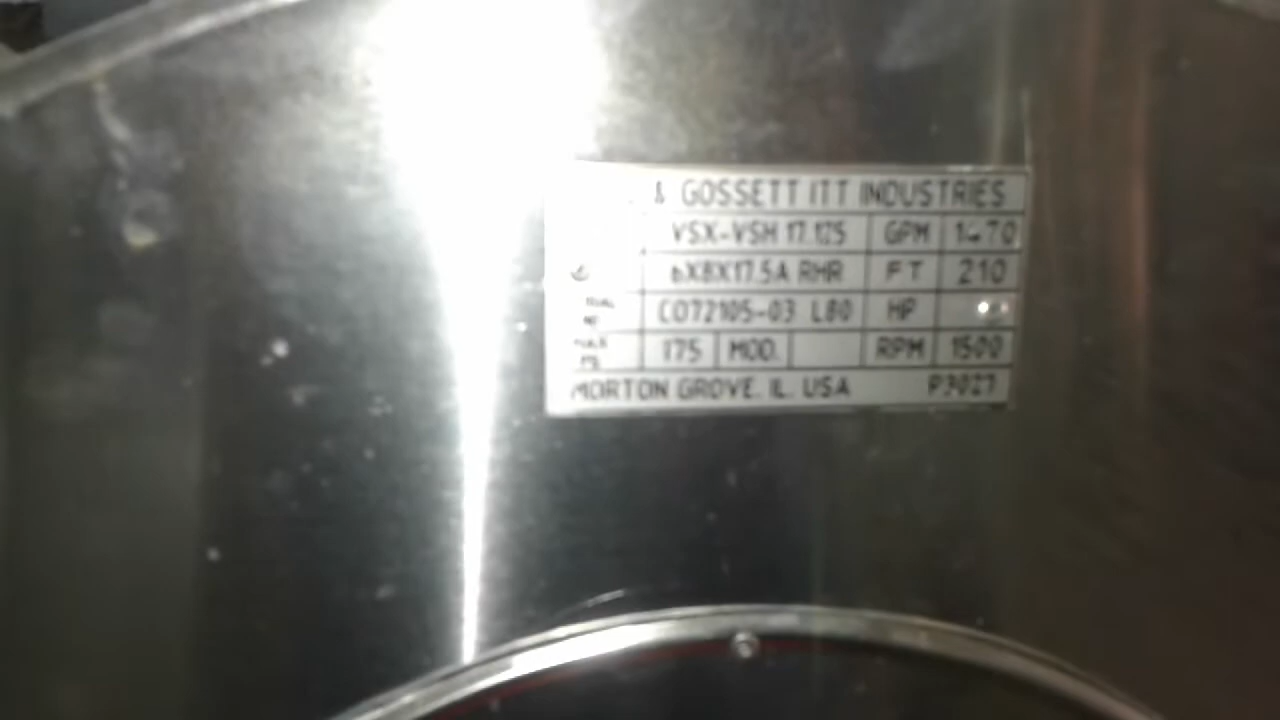 & GOSSETT ITT INDUSTRIES
VSX-VSH 17.125 GPM
6X8X17.5A RHR FT 210
C072105-03 L80 HP
175 MOD. RPM 1500
MORTON GROVE, IL. USA P3027